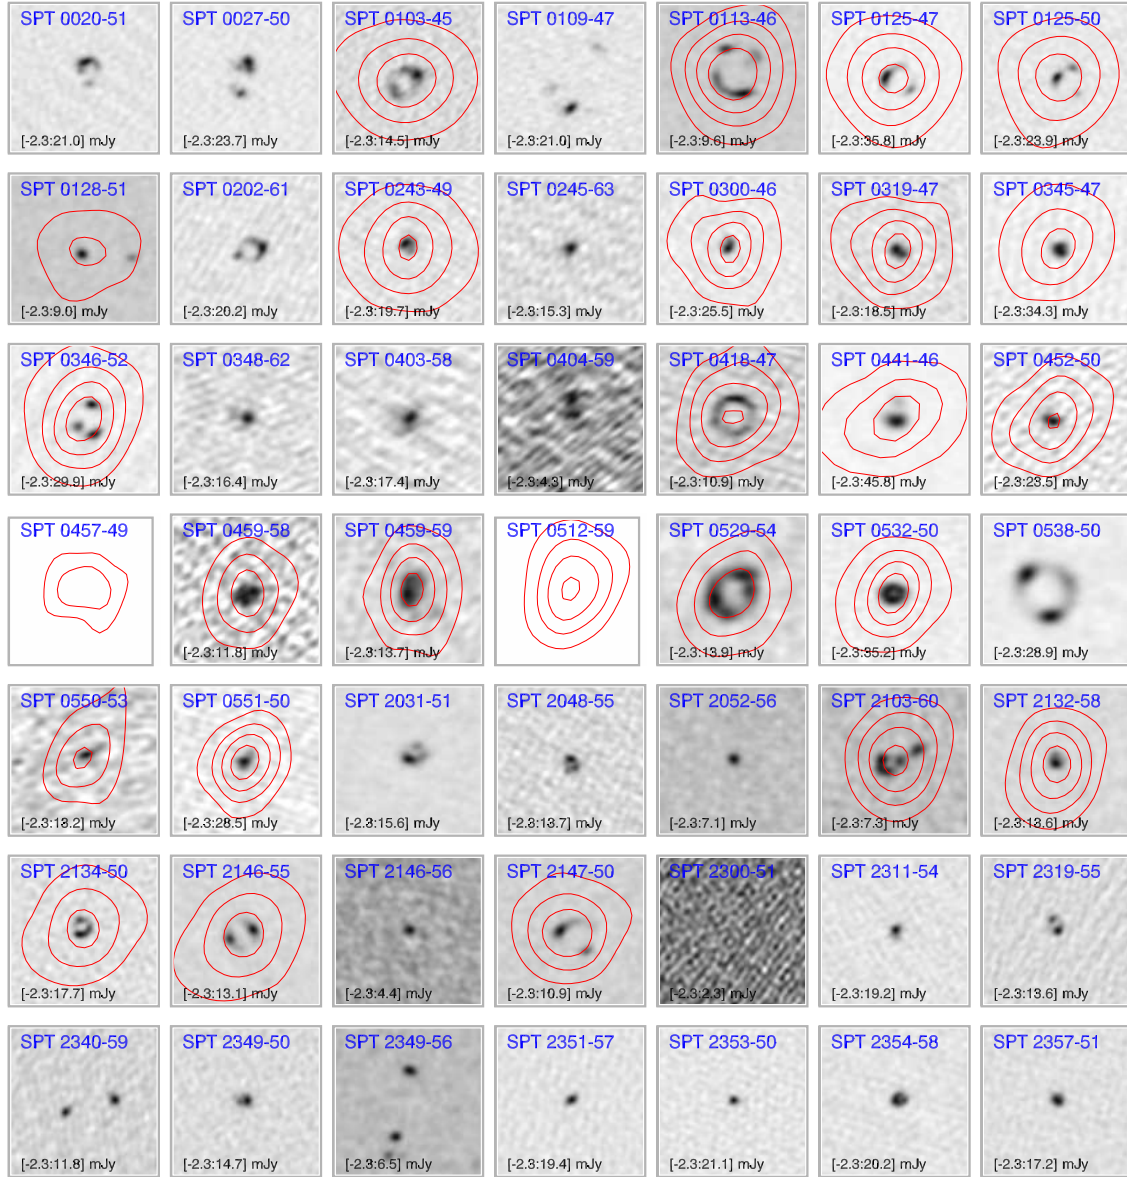 SPT 0020-51
[-2.3:21.0] mJy
SPT 0027-50
[-2.3:23.7] mJy
SPT 0103-45
[-2.3:14.5] mJy
SPT 0109-47
[-2.3:21.0] mJy
SPT 0113-46
[-2.3:9.6] mJy
SPT 0125-47
[-2.3:35.8] mJy
SPT 0125-50
[-2.3:23.9] mJy
SPT 0128-51
[-2.3:9.0] mJy
SPT 0202-61
[-2.3:20.2] mJy
SPT 0243-49
[-2.3:19.7] mJy
SPT 0245-63
[-2.3:15.3] mJy
SPT 0300-46
[-2.3:25.5] mJy
SPT 0319-47
[-2.3:18.5] mJy
SPT 0345-47
[-2.3:34.3] mJy
SPT 0346-52
[-2.3:29.9] mJy
SPT 0348-62
[-2.3:16.4] mJy
SPT 0403-58
[-2.3:17.4] mJy
SPT 0404-59
[-2.3:4.3] mJy
SPT 0418-47
[-2.3:10.9] mJy
SPT 0441-46
[-2.3:45.8] mJy
SPT 0452-50
[-2.3:23.5] mJy
SPT 0457-49
SPT 0459-58
[-2.3:11.8] mJy
SPT 0459-59
[-2.3:13.7] mJy
SPT 0512-59
SPT 0529-54
[-2.3:13.9] mJy
SPT 0532-50
[-2.3:35.2] mJy
SPT 0538-50
[-2.3:28.9] mJy
SPT 0550-53
[-2.3:13.2] mJy
SPT 0551-50
[-2.3:28.5] mJy
SPT 2031-51
[-2.3:15.6] mJy
SPT 2048-55
[-2.3:13.7] mJy
SPT 2052-56
[-2.3:7.1] mJy
SPT 2103-60
[-2.3:7.3] mJy
SPT 2132-58
[-2.3:13.6] mJy
SPT 2134-50
[-2.3:17.7] mJy
SPT 2146-55
[-2.3:13.1] mJy
SPT 2146-56
[-2.3:4.4] mJy
SPT 2147-50
[-2.3:10.9] mJy
SPT 2300-51
[-2.3:2.3] mJy
SPT 2311-54
[-2.3:19.2] mJy
SPT 2319-55
[-2.3:13.6] mJy
SPT 2340-59
[-2.3:11.8] mJy
SPT 2349-50
[-2.3:14.7] mJy
SPT 2349-56
[-2.3:6.5] mJy
SPT 2351-57
[-2.3:19.4] mJy
SPT 2353-50
[-2.3:21.1] mJy
SPT 2354-58
[-2.3:20.2] mJy
SPT 2357-51
[-2.3:17.2] mJy